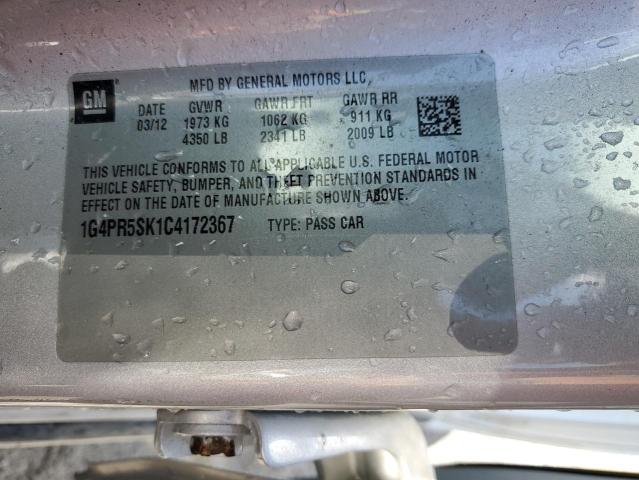 GM
MFD BY GENERAL MOTORS LLC,
DATE GVWR GAWR FRT GAWR RR
03/12 1973 KG 1062 KG 911 KG
4350 LB 2341 LB 2009 LB
THIS VEHICLE CONFORMS TO ALL APPLICABLE U.S. FEDERAL MOTOR
VEHICLE SAFETY, BUMPER, AND THEFT PREVENTION STANDARDS IN
EFFECT ON THE DATE OF MANUFACTURE SHOWN ABOVE.
1G4PR5SK1C4172367 TYPE: PASS CAR